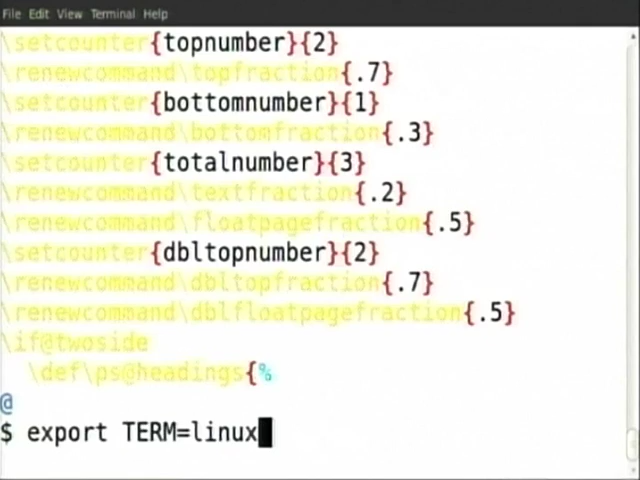 File Edit View Terminal Help
\setcounter{topnumber}{2}
\renewcommand\topfraction{.7}
\setcounter{bottomnumber}{1}
\renewcommand\bottomfraction{.3}
\setcounter{totalnumber}{3}
\renewcommand\textfraction{.2}
\renewcommand\floatpagefraction{.5}
\setcounter{dbltopnumber}{2}
\renewcommand\dbltopfraction{.7}
\renewcommand\dblfloatpagefraction{.5}
\if@twoside
\def\ps@headings{%
@
$ export TERM=linux